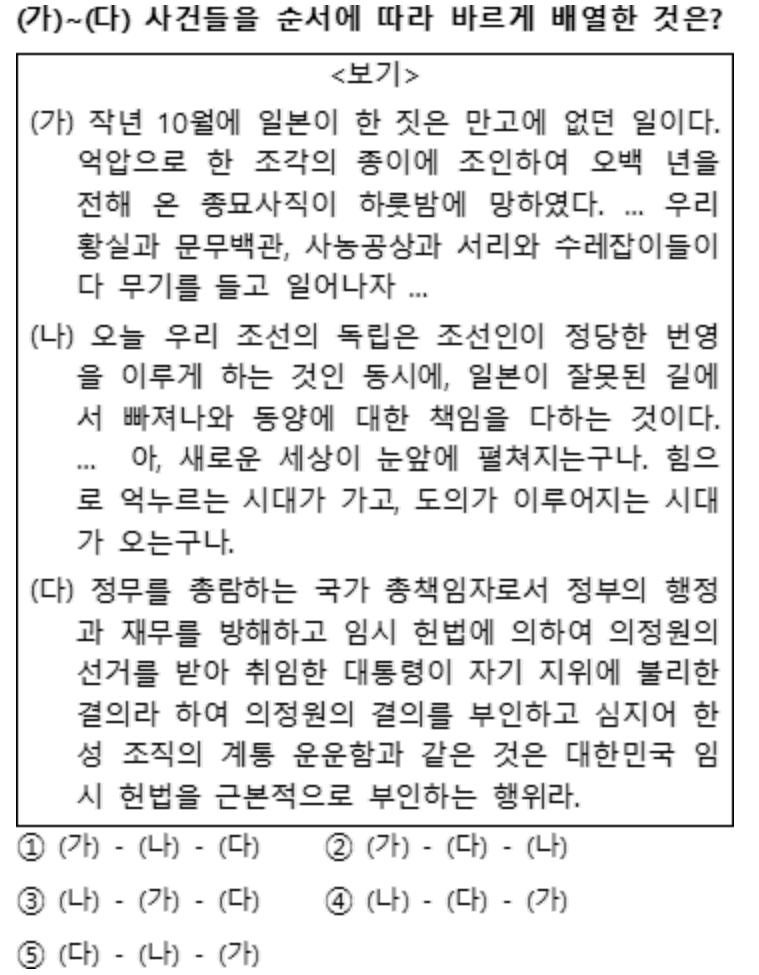 (가)~(다) 사건들을 순서에 따라 바르게 배열한 것은?
<보기>
(가) 작년 10월에 일본이 한 짓은 만고에 없던 일이다.
억압으로 한 조각의 종이에 조인하여 오백 년을
전해 온 종묘사직이 하룻밤에 망하였다. ... 우리
황실과 문무백관, 사농공상과 서리와 수레잡이들이
다 무기를 들고 일어나자 ...
(나) 오늘 우리 조선의 독립은 조선인이 정당한 번영
을 이루게 하는 것인 동시에, 일본이 잘못된 길에
서 빠져나와 동양에 대한 책임을 다하는 것이다.
... 아, 새로운 세상이 눈앞에 펼쳐지는구나. 힘으
로 억누르는 시대가 가고, 도의가 이루어지는 시대
가 오는구나.
(다) 정무를 총람하는 국가 총책임자로서 정부의 행정
과 재무를 방해하고 임시 헌법에 의하여 의정원의
선거를 받아 취임한 대통령이 자기 지위에 불리한
결의라 하여 의정원의 결의를 부인하고 심지어 한
성 조직의 계통 운운함과 같은 것은 대한민국 임
시 헌법을 근본적으로 부인하는 행위라.
① (가) - (나) - (다) ② (가) - (다) - (나)
③ (나) - (가) - (다) ④ (나) - (다) - (가)
⑤ (다) - (나) - (가)